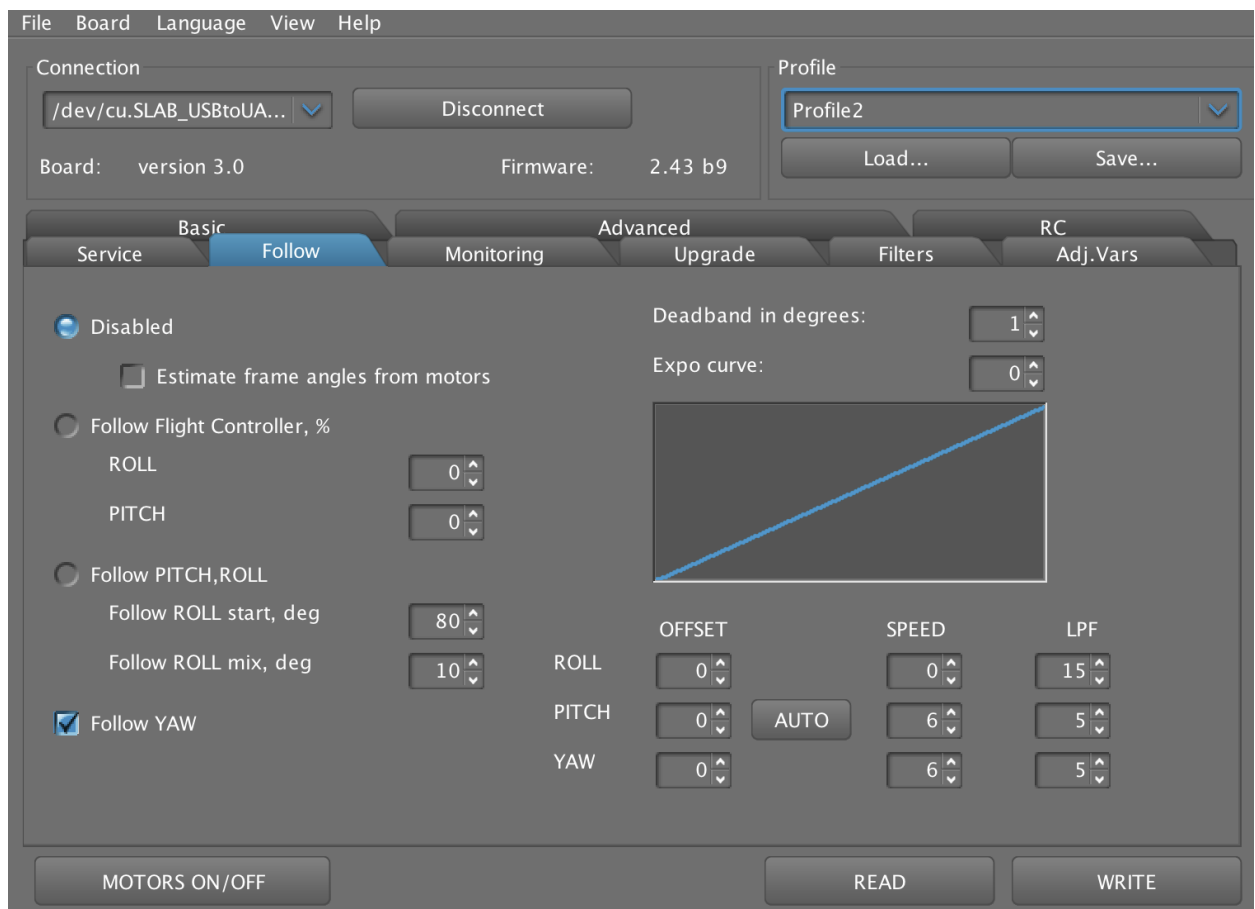 File Board Language View Help
Connection
Profile
/dev/cu.SLAB_USBtoUA... Disconnect
Profile2
Load... Save...
Board: version 3.0 Firmware: 2.43 b9
Basic Advanced RC
Service Follow Monitoring Upgrade Filters Adj.Vars
Disabled
Estimate frame angles from motors
Follow Flight Controller, %
ROLL 0
PITCH 0
Follow PITCH,ROLL
Follow ROLL start, deg 80
Follow ROLL mix, deg 10
Follow YAW
Deadband in degrees: 1
Expo curve: 0
OFFSET SPEED LPF
ROLL 0 0 15
PITCH 0 AUTO 6 5
YAW 0 6 5
MOTORS ON/OFF READ WRITE